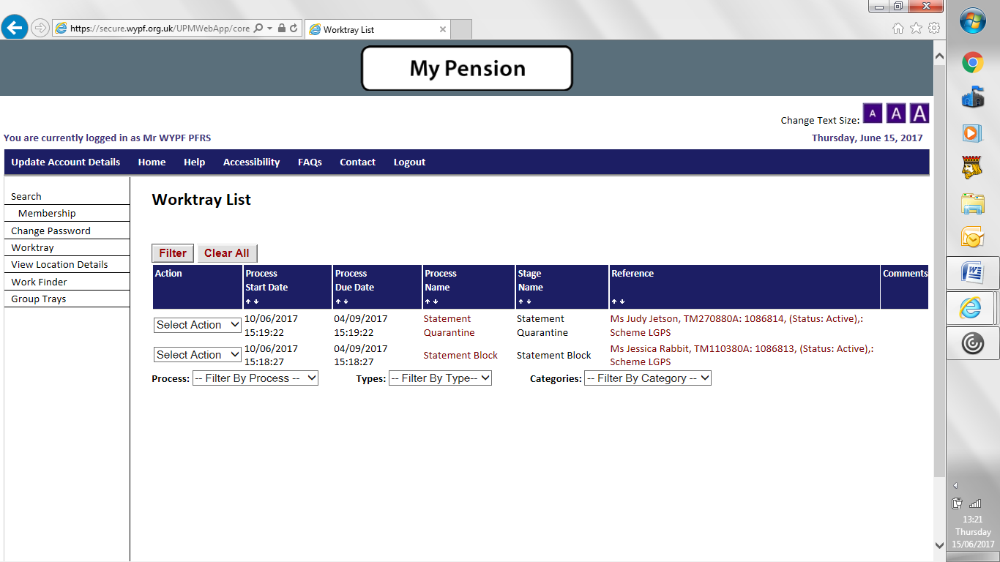 https://secure.wypf.org.uk/UPMWebApp/core
Worktray List
My Pension
Change Text Size: A A A
You are currently logged in as Mr WYPF PFRS
Thursday, June 15, 2017
Update Account Details Home Help Accessibility FAQs Contact Logout
Search
Membership
Change Password
Worktray
View Location Details
Work Finder
Group Trays
Worktray List
Filter Clear All
Action Process Process Process Stage Reference Comments
Start Date Due Date Name Name
Select Action 10/06/2017 04/09/2017 Statement Statement Ms Judy Jetson, TM270880A: 1086814, (Status: Active),:
15:19:22 15:19:22 Quarantine Quarantine Scheme LGPS
Select Action 10/06/2017 04/09/2017 Statement Block Statement Block Ms Jessica Rabbit, TM110380A: 1086813, (Status: Active),:
15:18:27 15:18:27 Scheme LGPS
Process: -- Filter By Process -- Types: -- Filter By Type-- Categories: -- Filter By Category --
13:21
Thursday
15/06/2017